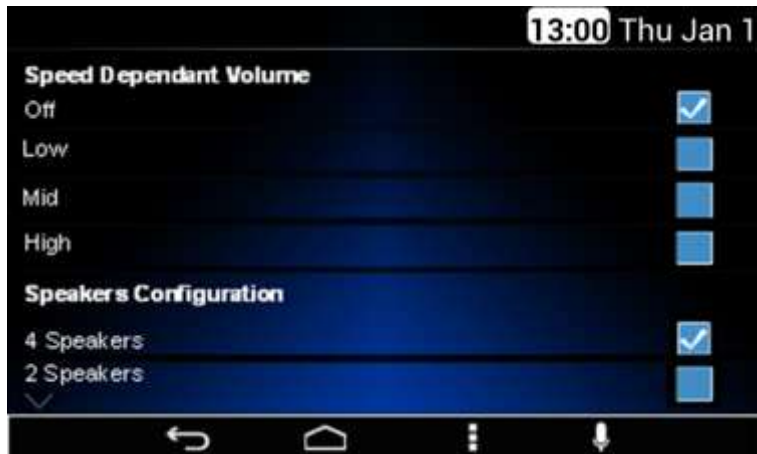 13:00 Thu Jan 1
Speed Dependant Volume
Off
Low
Mid
High
Speakers Configuration
4 Speakers
2 Speakers